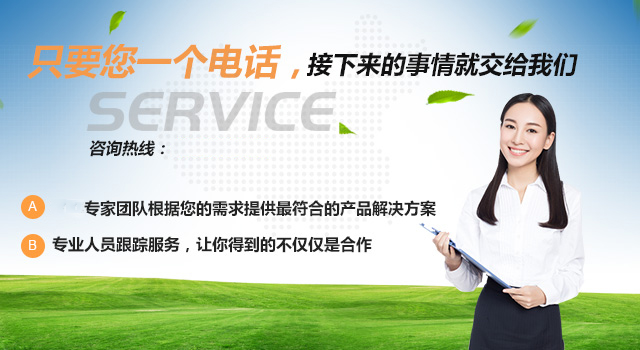 只要您一个电话，接下来的事情就交给我们
SERVICE
咨询热线：
A 专家团队根据您的需求提供最符合的产品解决方案
B 专业人员跟踪服务，让你得到的不仅仅是合作